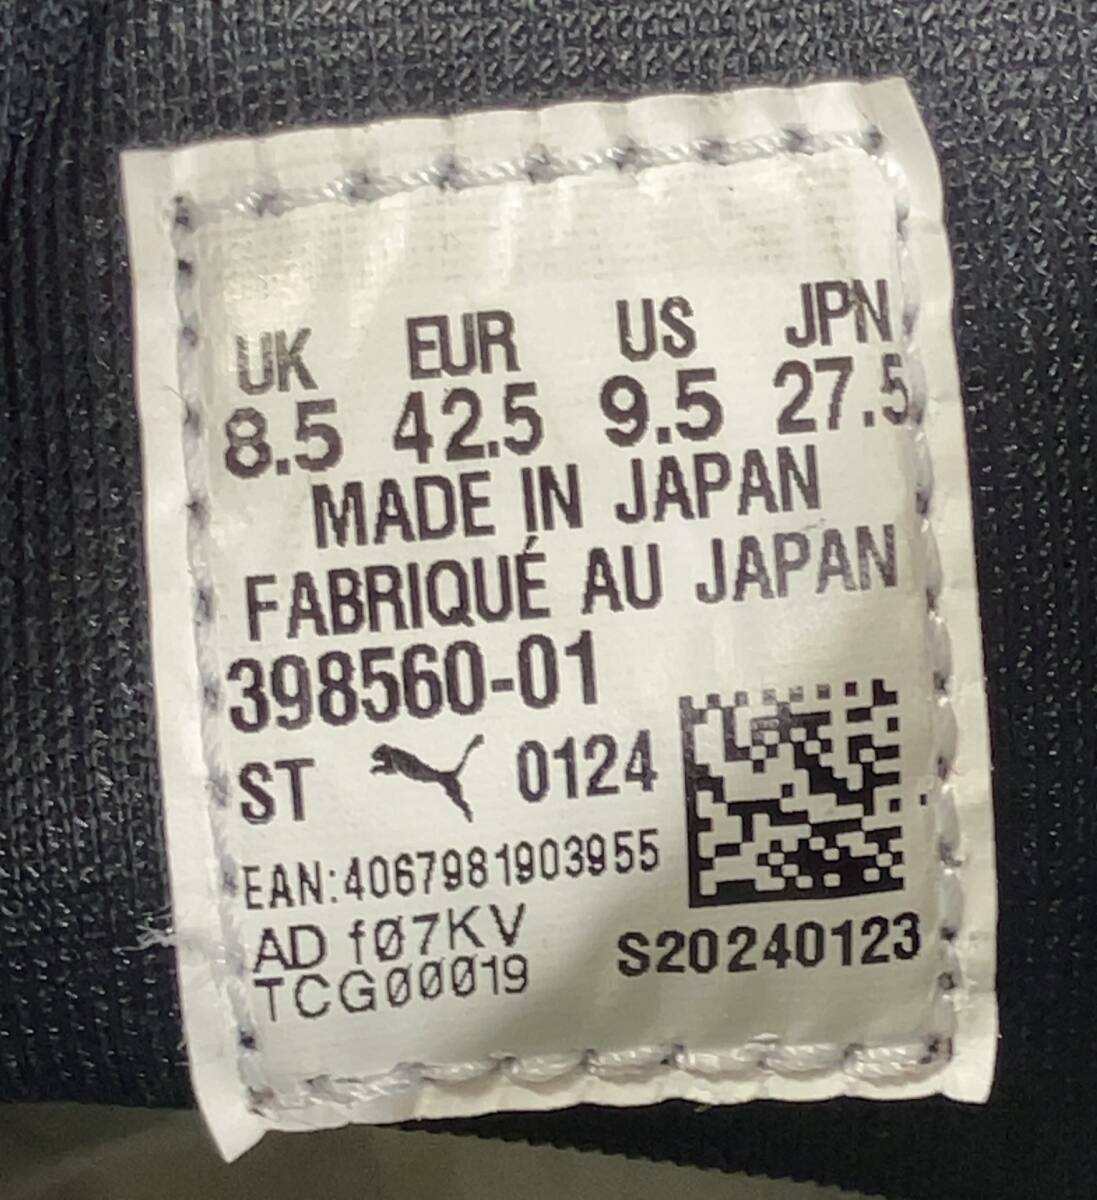 UK EUR US JPN
8.5 42.5 9.5 27.5
MADE IN JAPAN
FABRIQUÉ AU JAPAN
398560-01
ST 0124
EAN:4067981903955
AD fØ7KV
TCG00019
S20240123